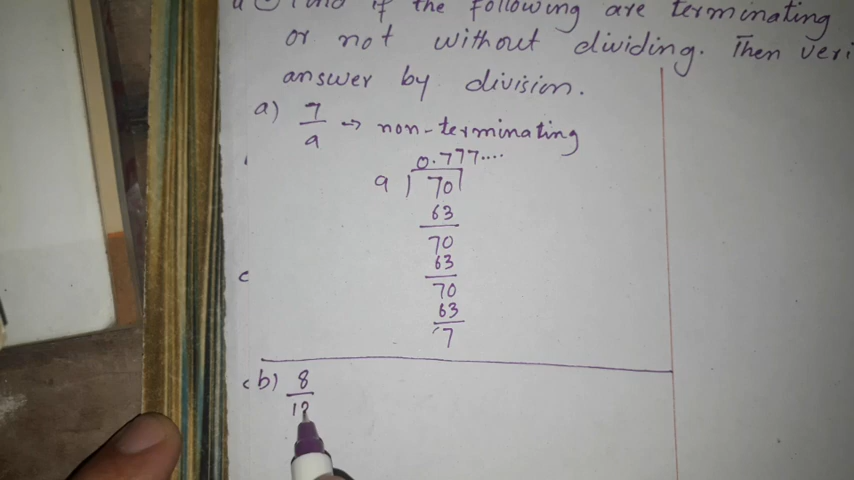 if the following are terminating
or not without dividing. Then veri
answer by division.
a) 7/9 → non-terminating
0.777....
9 70
63
70
63
70
63
7
b) 8